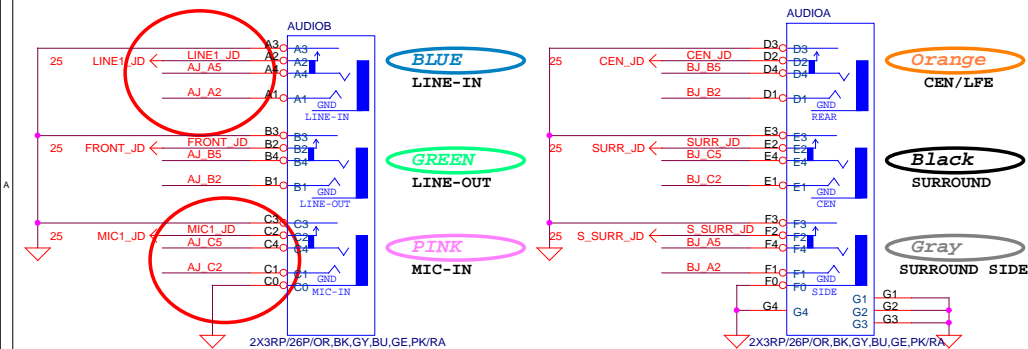 AUDIOB
AUDIOA
A3 A3
25 LINE1_JD LINE1_JD A2 A2
AJ_A5 A4 A4
AJ_A2 A1 A1
GND
LINE-IN
BLUE
LINE-IN
D3 D3
25 CEN_JD CEN_JD D2 D2
BJ_B5 D4 D4
BJ_B2 D1 D1
GND
REAR
Orange
CEN/LFE
B3 B3
25 FRONT_JD FRONT_JD B2 B2
AJ_B5 B4 B4
AJ_B2 B1 B1
GND
LINE-OUT
GREEN
LINE-OUT
E3 E3
25 SURR_JD SURR_JD E2 E2
BJ_C5 E4 E4
BJ_C2 E1 E1
GND
CEN
Black
SURROUND
A
C3 C3
25 MIC1_JD MIC1_JD C2 C2
AJ_C5 C4 C4
AJ_C2 C1 C1
GND
C0 C0
MIC-IN
PINK
MIC-IN
F3 F3
25 S_SURR_JD S_SURR_JD F2 F2
BJ_A5 F4 F4
BJ_A2 F1 F1
GND
F0 F0
SIDE
Gray
SURROUND SIDE
G4 G4
G1 G1
G2 G2
G3 G3
2X3RP/26P/OR,BK,GY,BU,GE,PK/RA
2X3RP/26P/OR,BK,GY,BU,GE,PK/RA